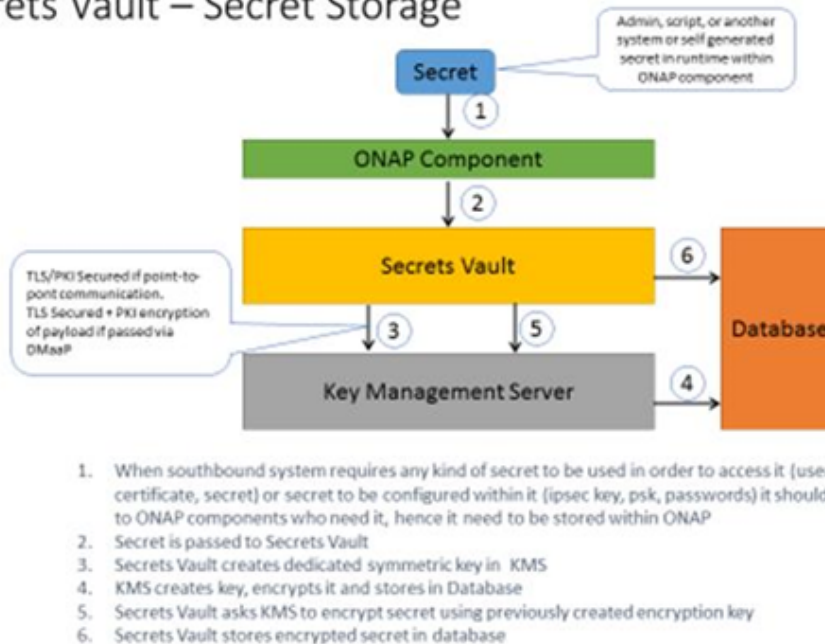 rets Vault – Secret Storage
Admin, script, or another
system or self generated
secret in runtime within
ONAP component
Secret
1
ONAP Component
2
Secrets Vault
6
TLS/PKI Secured if point-to-
pont communication.
TLS Secured + PKI encryption
of payload if passed via
DMaaP
3
5
Database
Key Management Server
4
1. When southbound system requires any kind of secret to be used in order to access it (use
certificate, secret) or secret to be configured within it (ipsec key, psk, passwords) it should
to ONAP components who need it, hence it need to be stored within ONAP
2. Secret is passed to Secrets Vault
3. Secrets Vault creates dedicated symmetric key in KMS
4. KMS creates key, encrypts it and stores in Database
5. Secrets Vault asks KMS to encrypt secret using previously created encryption key
6. Secrets Vault stores encrypted secret in database